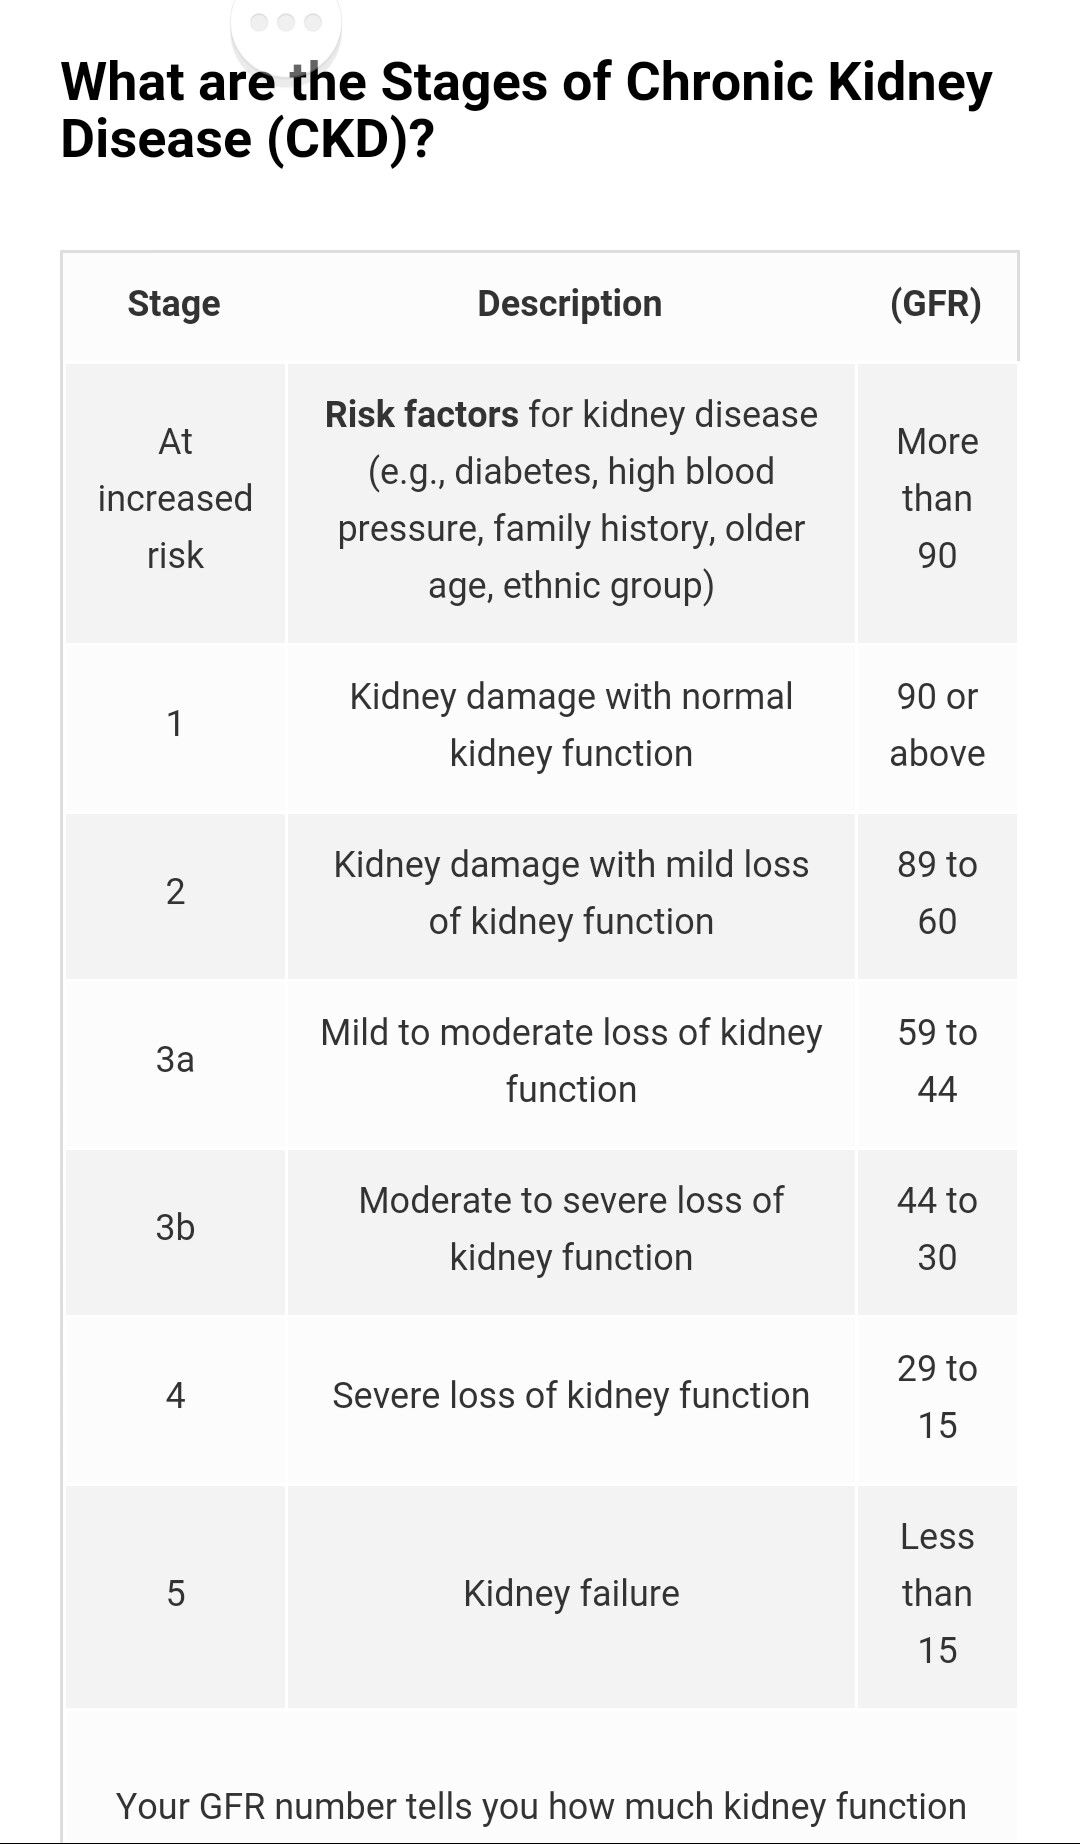 What are the Stages of Chronic Kidney
Disease (CKD)?
Stage Description (GFR)
At
increased
risk
Risk factors for kidney disease
(e.g., diabetes, high blood
pressure, family history, older
age, ethnic group)
More
than
90
1
Kidney damage with normal
kidney function
90 or
above
2
Kidney damage with mild loss
of kidney function
89 to
60
3a
Mild to moderate loss of kidney
function
59 to
44
3b
Moderate to severe loss of
kidney function
44 to
30
4
Severe loss of kidney function
29 to
15
5
Kidney failure
Less
than
15
Your GFR number tells you how much kidney function